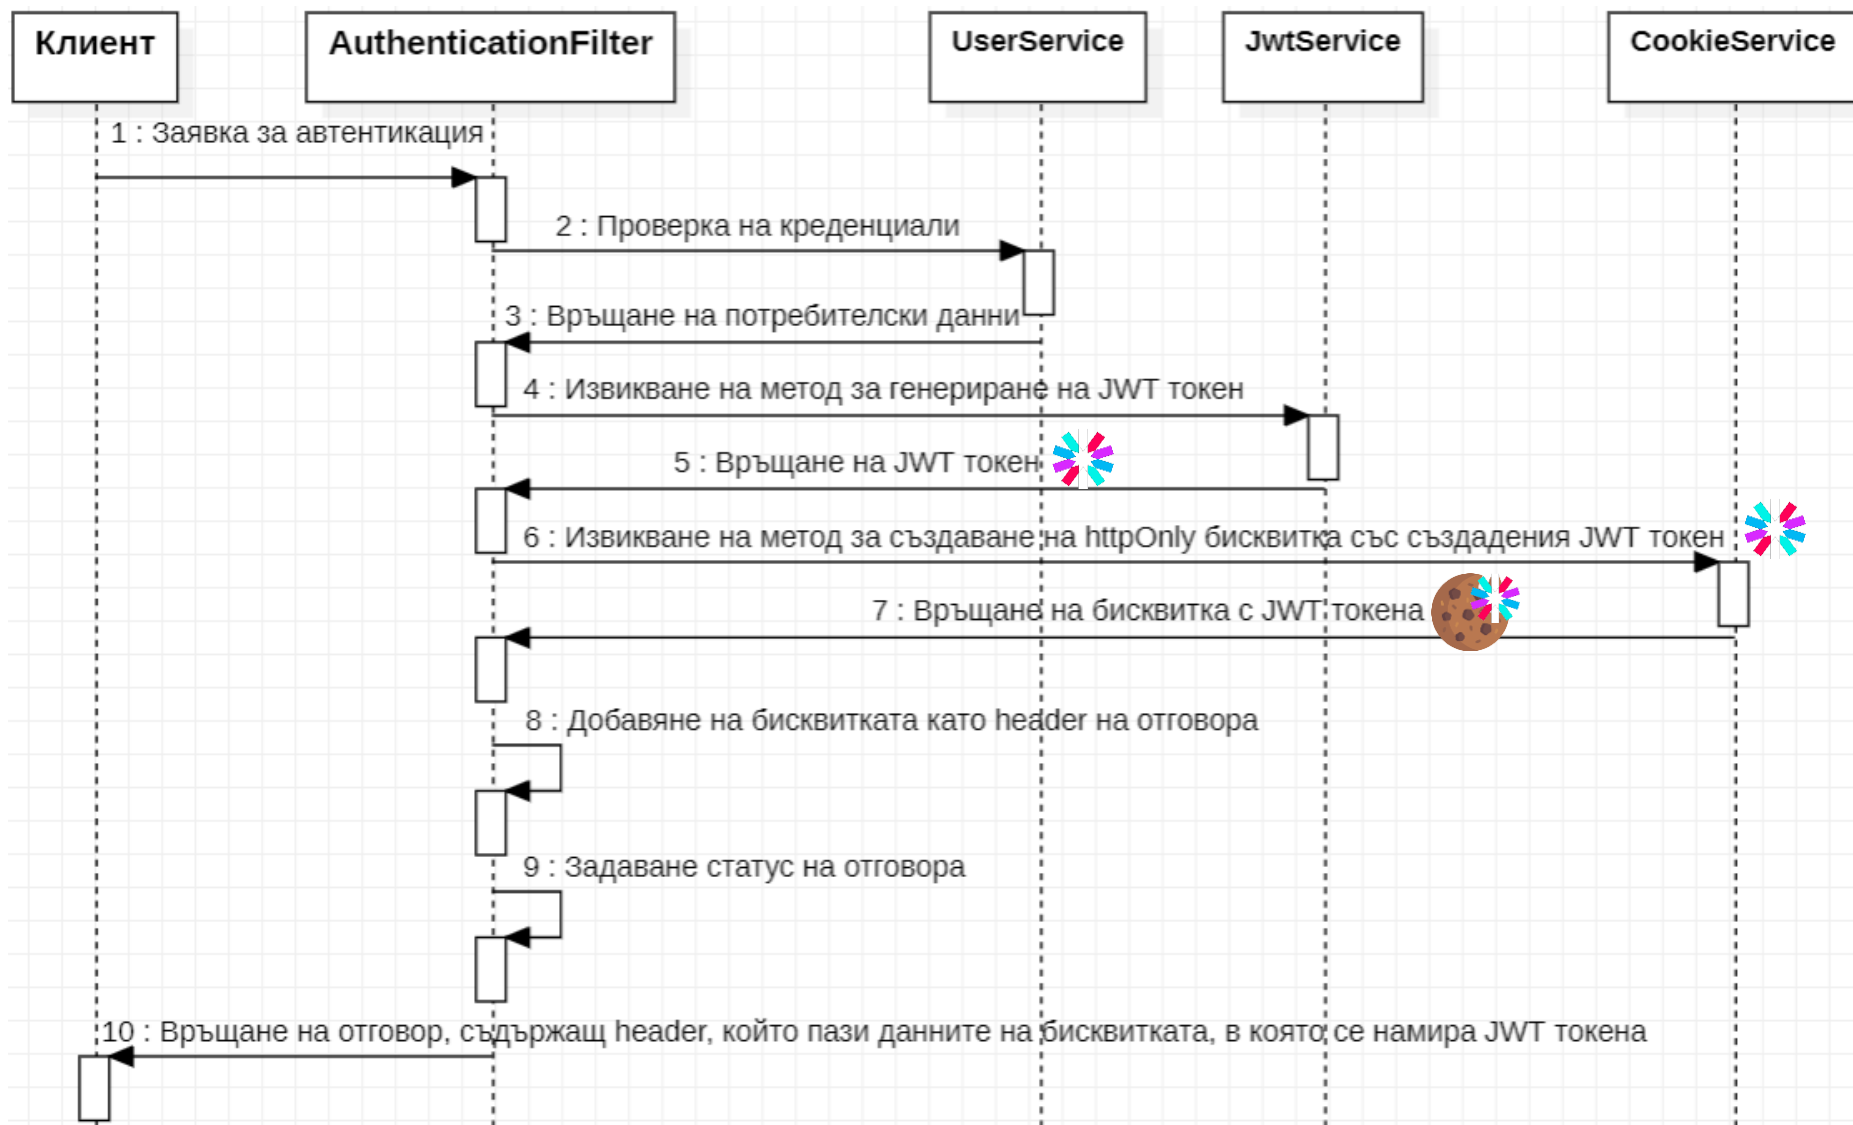 Клиент
AuthenticationFilter
UserService
JwtService
CookieService
1 : Заявка за автентикация
2 : Проверка на креденциали
3 : Връщане на потребителски данни
4 : Извикване на метод за генериране на JWT токен
5 : Връщане на JWT токен
6 : Извикване на метод за създаване на httpOnly бисквитка със създадения JWT токен
7 : Връщане на бисквитка с JWT токена
8 : Добавяне на бисквитката като header на отговора
9 : Задаване статус на отговора
10 : Връщане на отговор, съдържащ header, който пази данните на бисквитката, в която се намира JWT токена